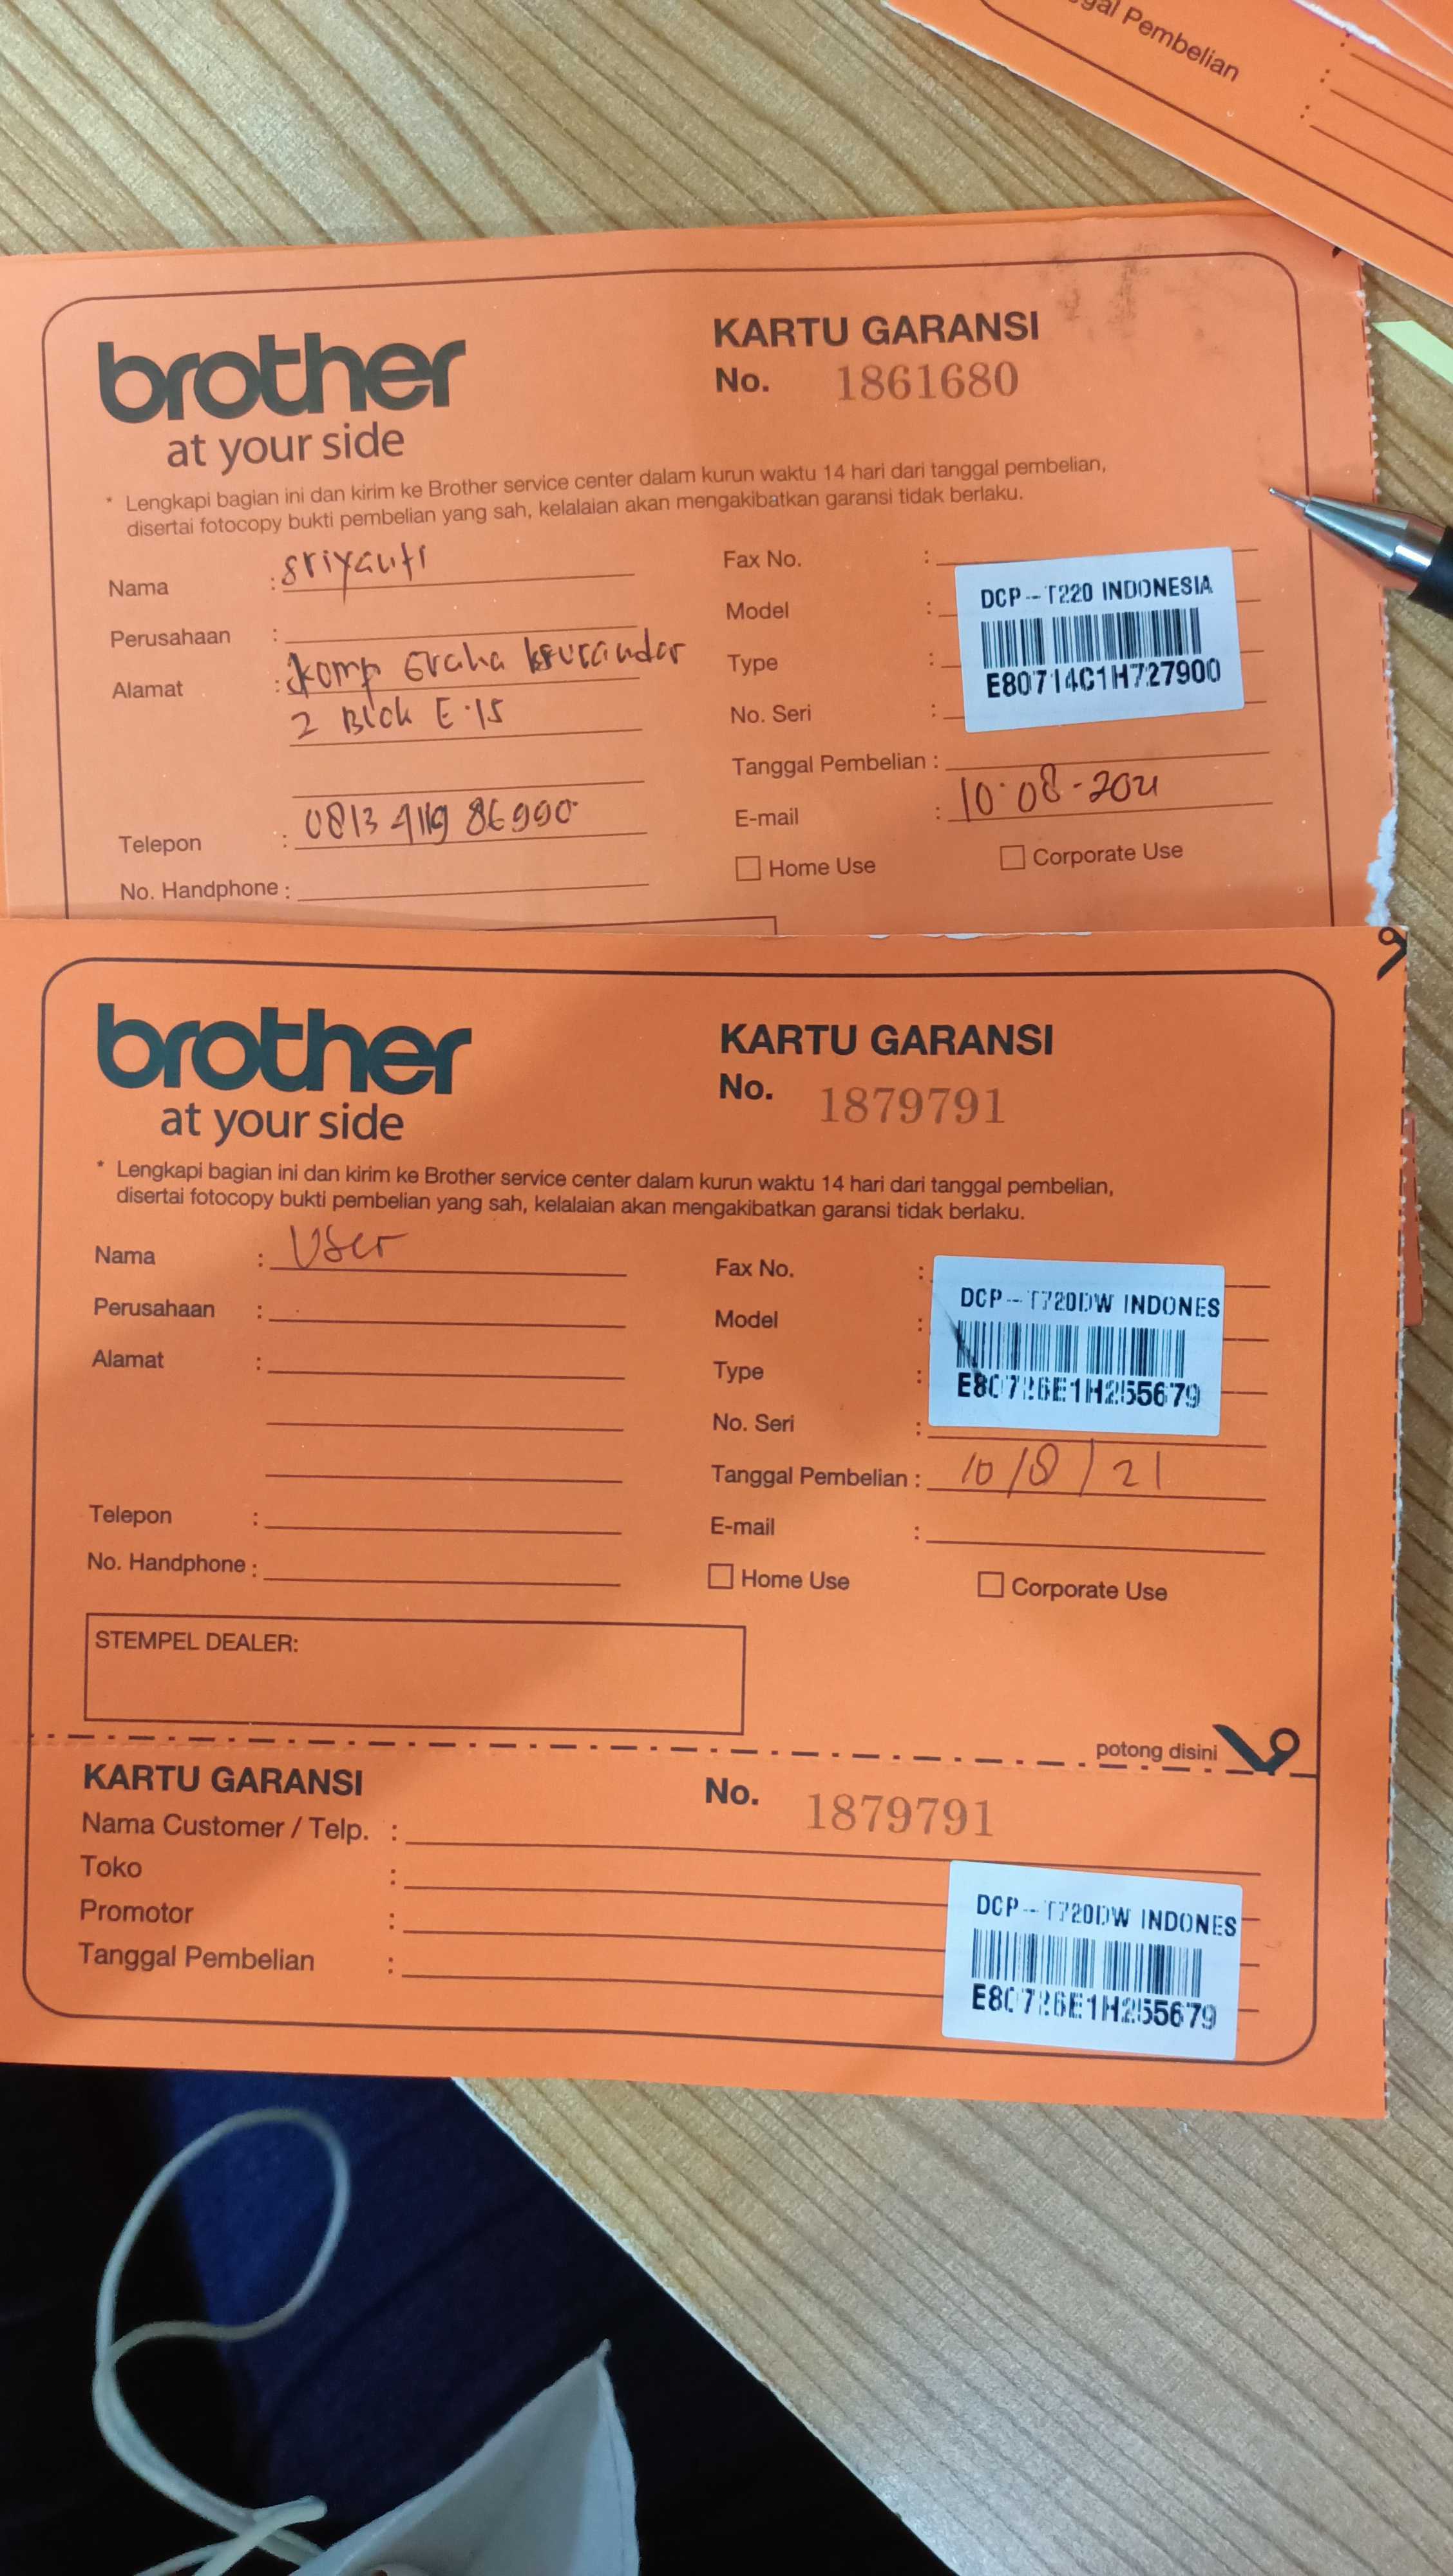 gal Pembelian
:
:
:
brother
at your side
KARTU GARANSI
No. 1861680
* Lengkapi bagian ini dan kirim ke Brother service center dalam kurun waktu 14 hari dari tanggal pembelian,
disertai fotocopy bukti pembelian yang sah, kelalaian akan mengakibatkan garansi tidak berlaku.
Nama : Sriyanti
Perusahaan :
Alamat : Komp Graha
2 Blok E.15
Telepon :
No. Handphone :
Fax No. :
Model :
Type :
No. Seri :
DCP--T220 INDONESIA
E80714C1H727900
Tanggal Pembelian :
E-mail : 10-08-2021
Home Use
Corporate Use
brother
at your side
KARTU GARANSI
No. 1879791
* Lengkapi bagian ini dan kirim ke Brother service center dalam kurun waktu 14 hari dari tanggal pembelian,
disertai fotocopy bukti pembelian yang sah, kelalaian akan mengakibatkan garansi tidak berlaku.
Nama : User
Perusahaan :
Alamat :
Telepon :
No. Handphone :
Fax No. :
Model :
Type :
No. Seri :
DCP--T720DW INDONES
Tanggal Pembelian : 10/8/21
E-mail :
Home Use
Corporate Use
STEMPEL DEALER:
potong disini
KARTU GARANSI
No. 1879791
Nama Customer / Telp. :
Toko :
Promotor :
Tanggal Pembelian :
DCP--T720DW INDONES